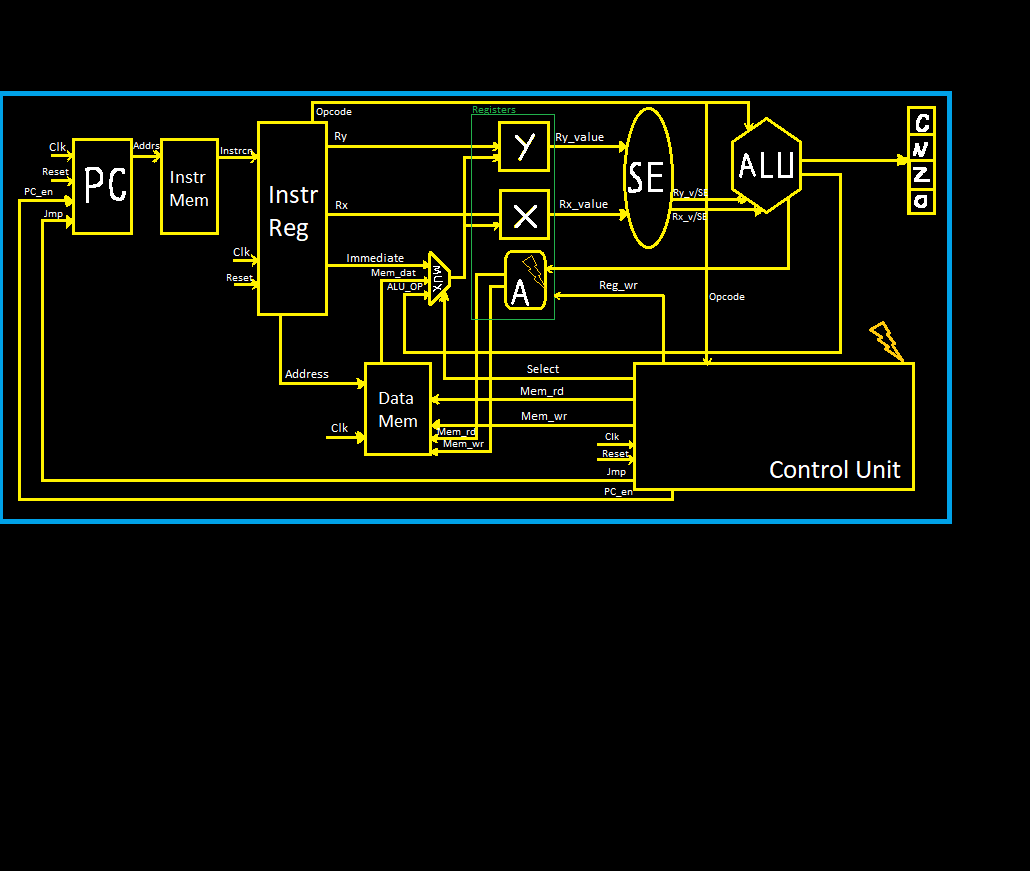 Registers
Opcode
Clk
Reset
PC_en
Jmp
PC
Addrs
Instr
Mem
Instrcn
Instr
Reg
Clk
Reset
Ry
Rx
Immediate
Mem_dat
ALU_OP
MUX
Y
X
A
Ry_value
Rx_value
SE
Ry_v/SE
Rx_v/SE
ALU
C
N
Z
O
Reg_wr
Opcode
Address
Data
Mem
Clk
Select
Mem_rd
Mem_wr
Mem_rd
Mem_wr
Clk
Reset
Jmp
PC_en
Control Unit